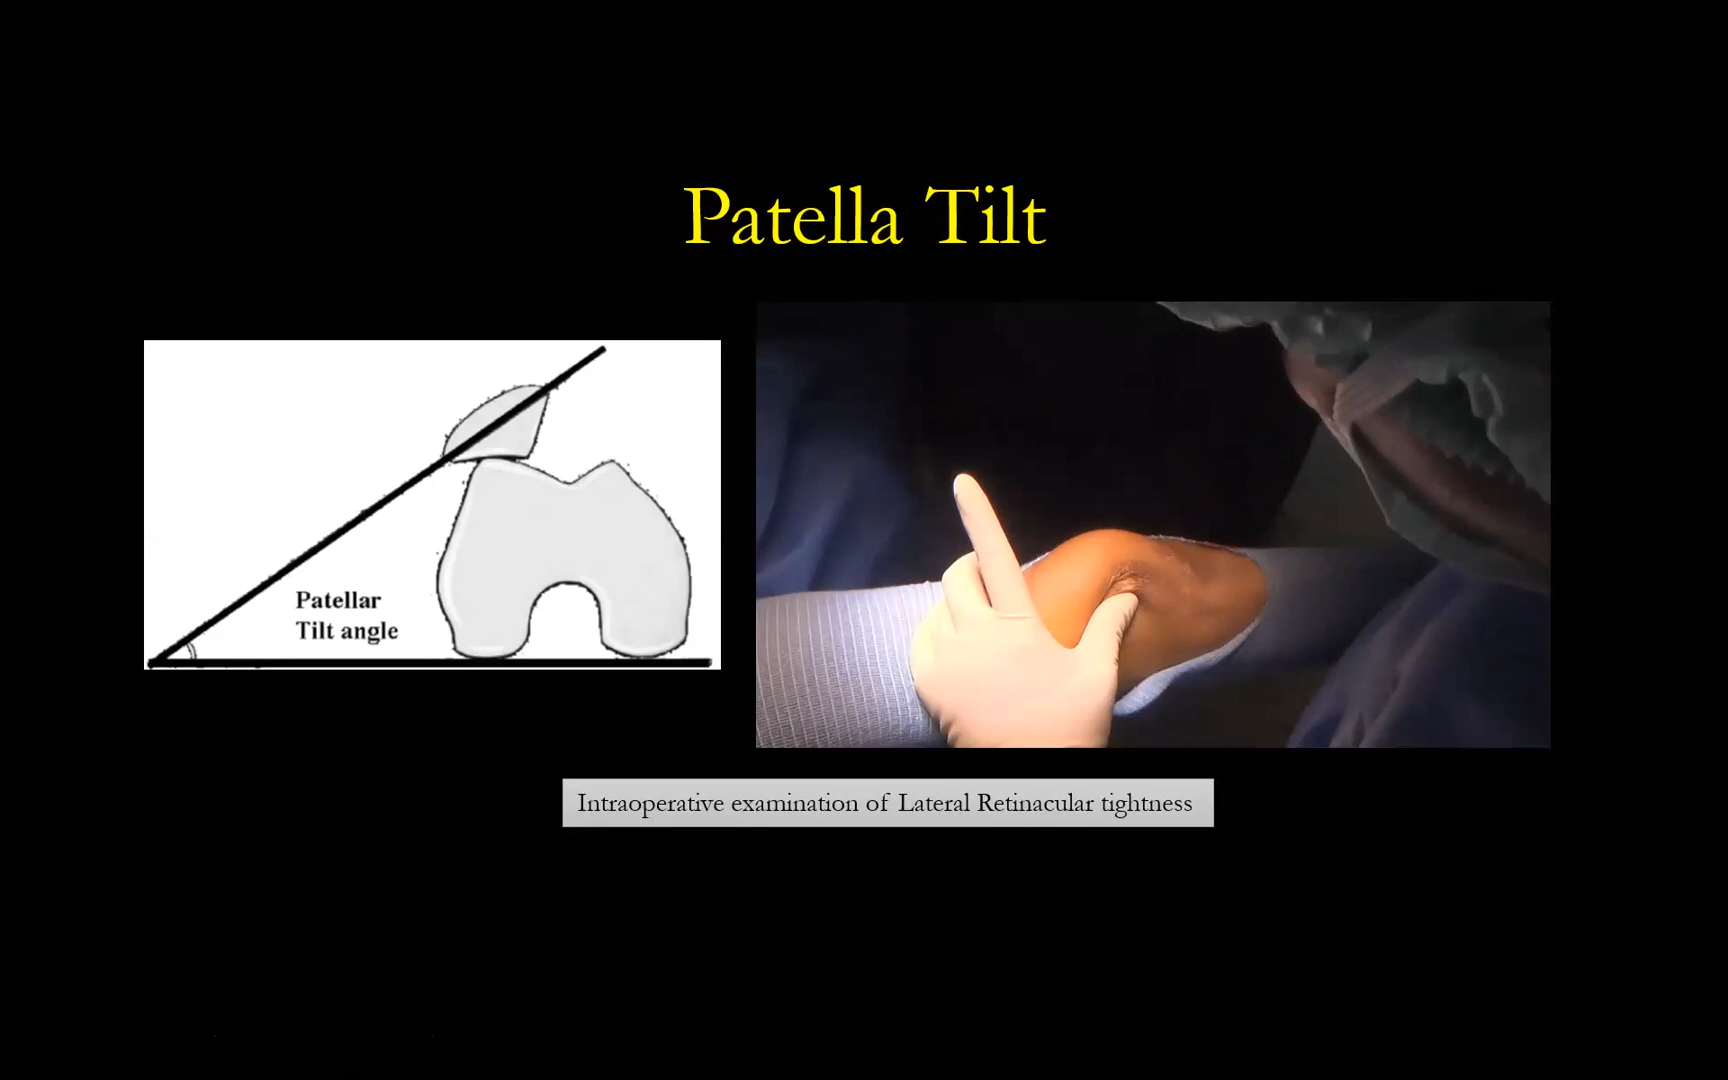 Patella Tilt
Patellar
Tilt angle
Intraoperative examination of Lateral Retinacular tightness